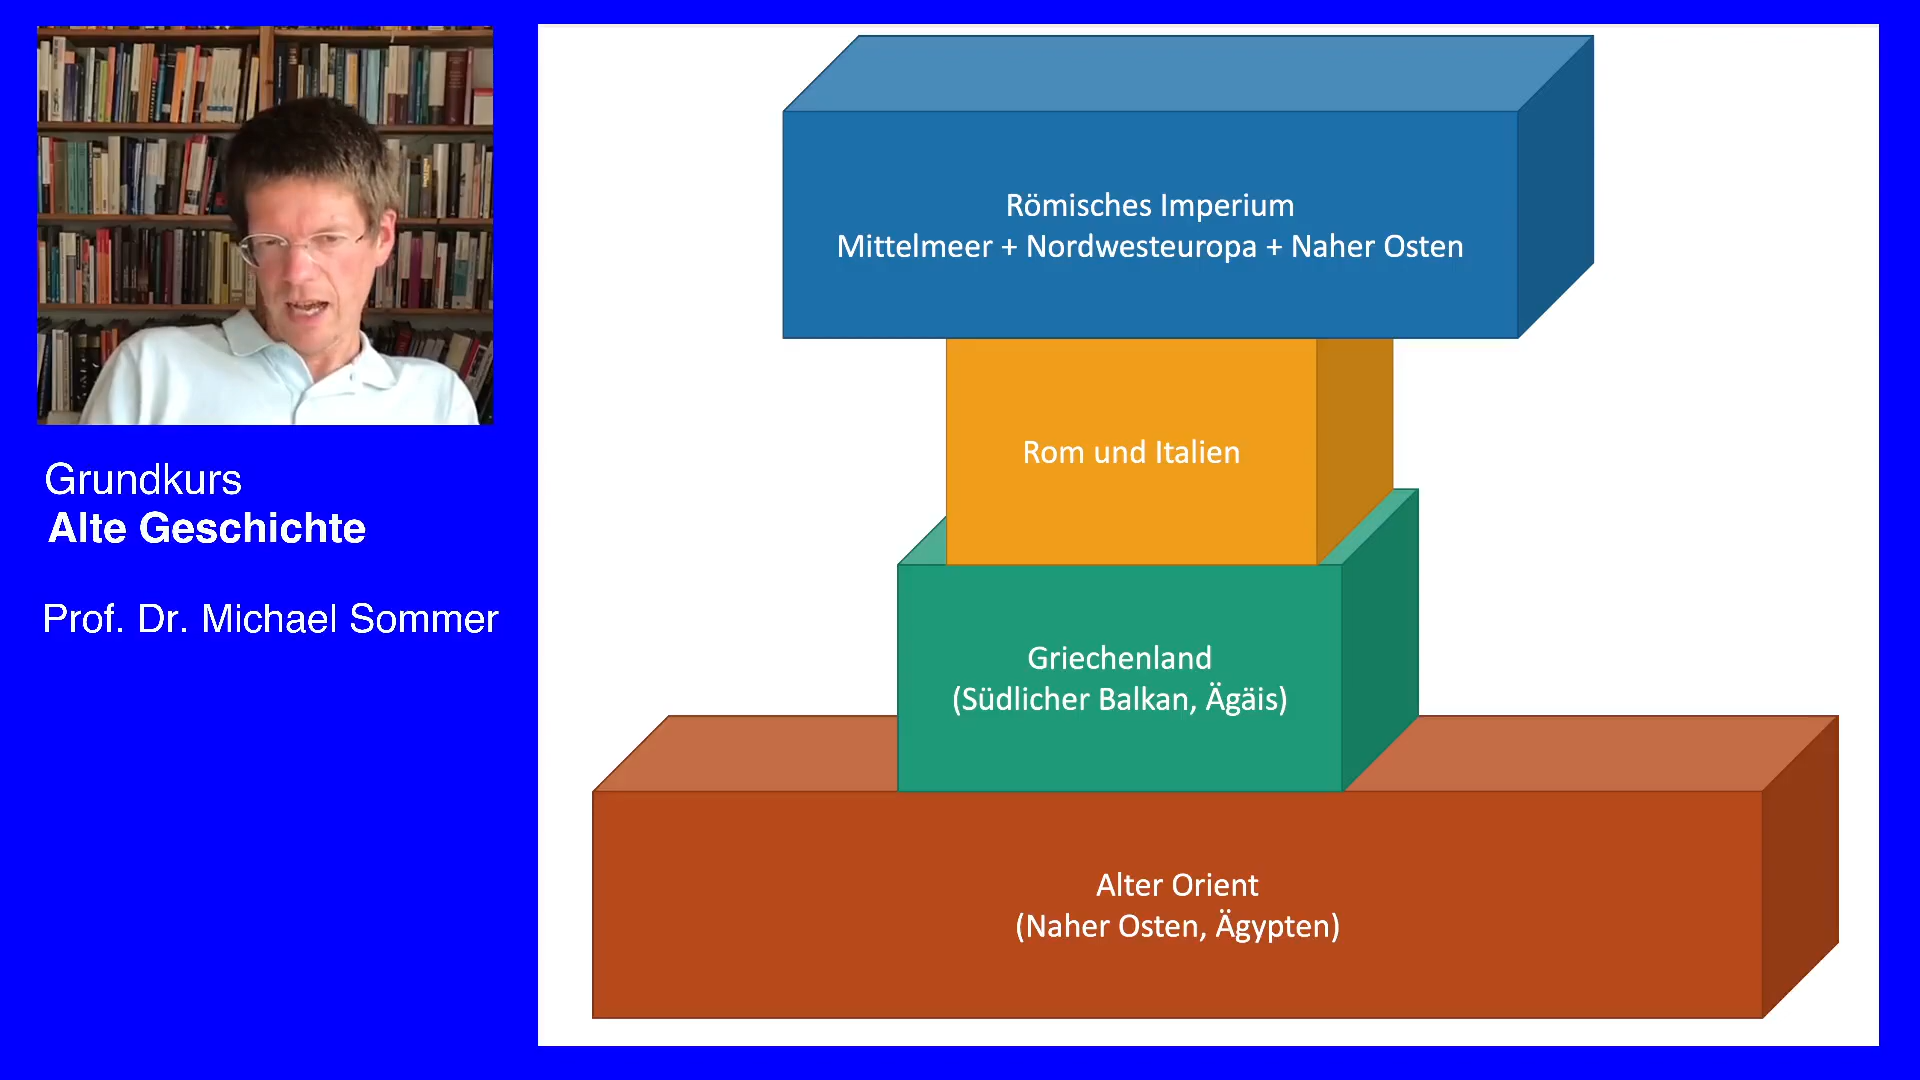 Grundkurs
Alte Geschichte
Prof. Dr. Michael Sommer
Römisches Imperium
Mittelmeer + Nordwesteuropa + Naher Osten
Rom und Italien
Griechenland
(Südlicher Balkan, Ägäis)
Alter Orient
(Naher Osten, Ägypten)